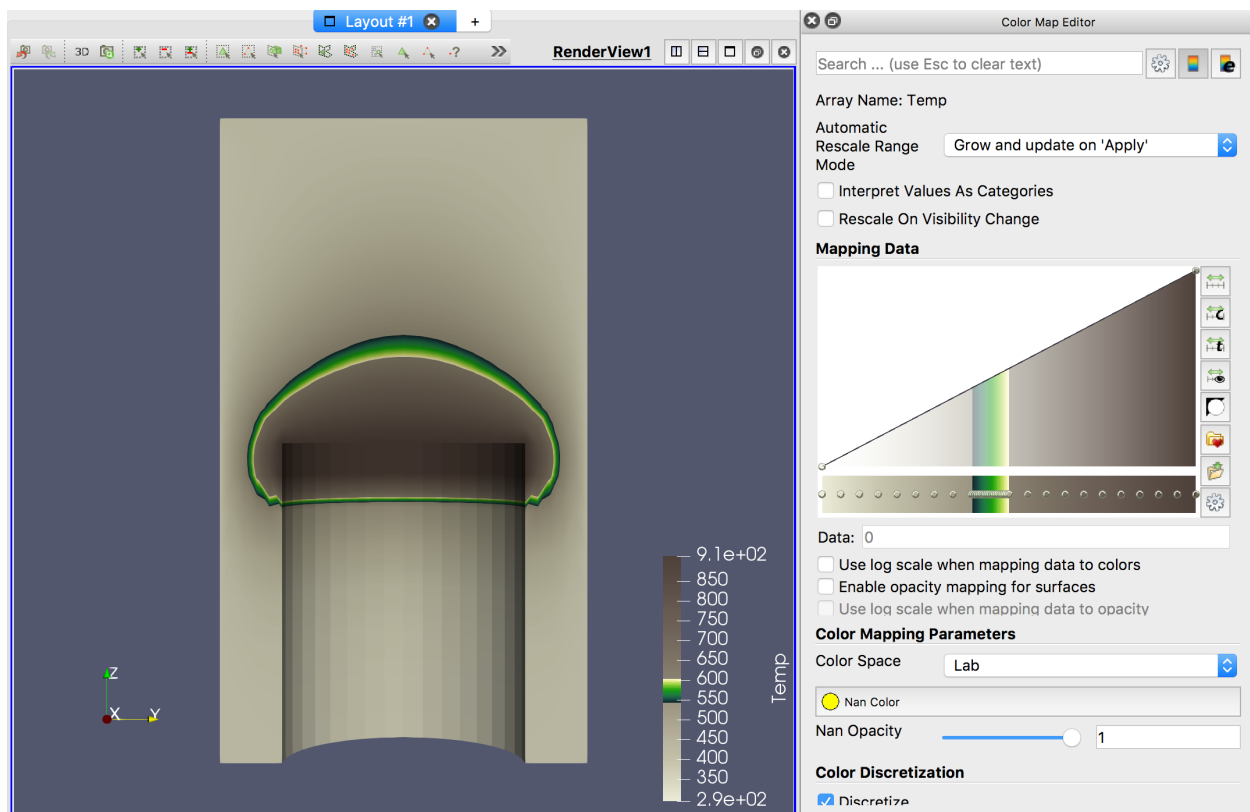 Layout #1
+
3D
?
RenderView1
Color Map Editor
Search ... (use Esc to clear text)
e
Array Name: Temp
Automatic
Rescale Range
Mode
Grow and update on 'Apply'
Interpret Values As Categories
Rescale On Visibility Change
Mapping Data
C
t
Data: 0
Use log scale when mapping data to colors
Enable opacity mapping for surfaces
Use log scale when mapping data to opacity
Color Mapping Parameters
Color Space
Lab
Nan Color
Nan Opacity
1
Color Discretization
Discretize
9.1e+02
850
800
750
700
650
600
550
500
450
400
350
2.9e+02
Temp
Z
X
Y